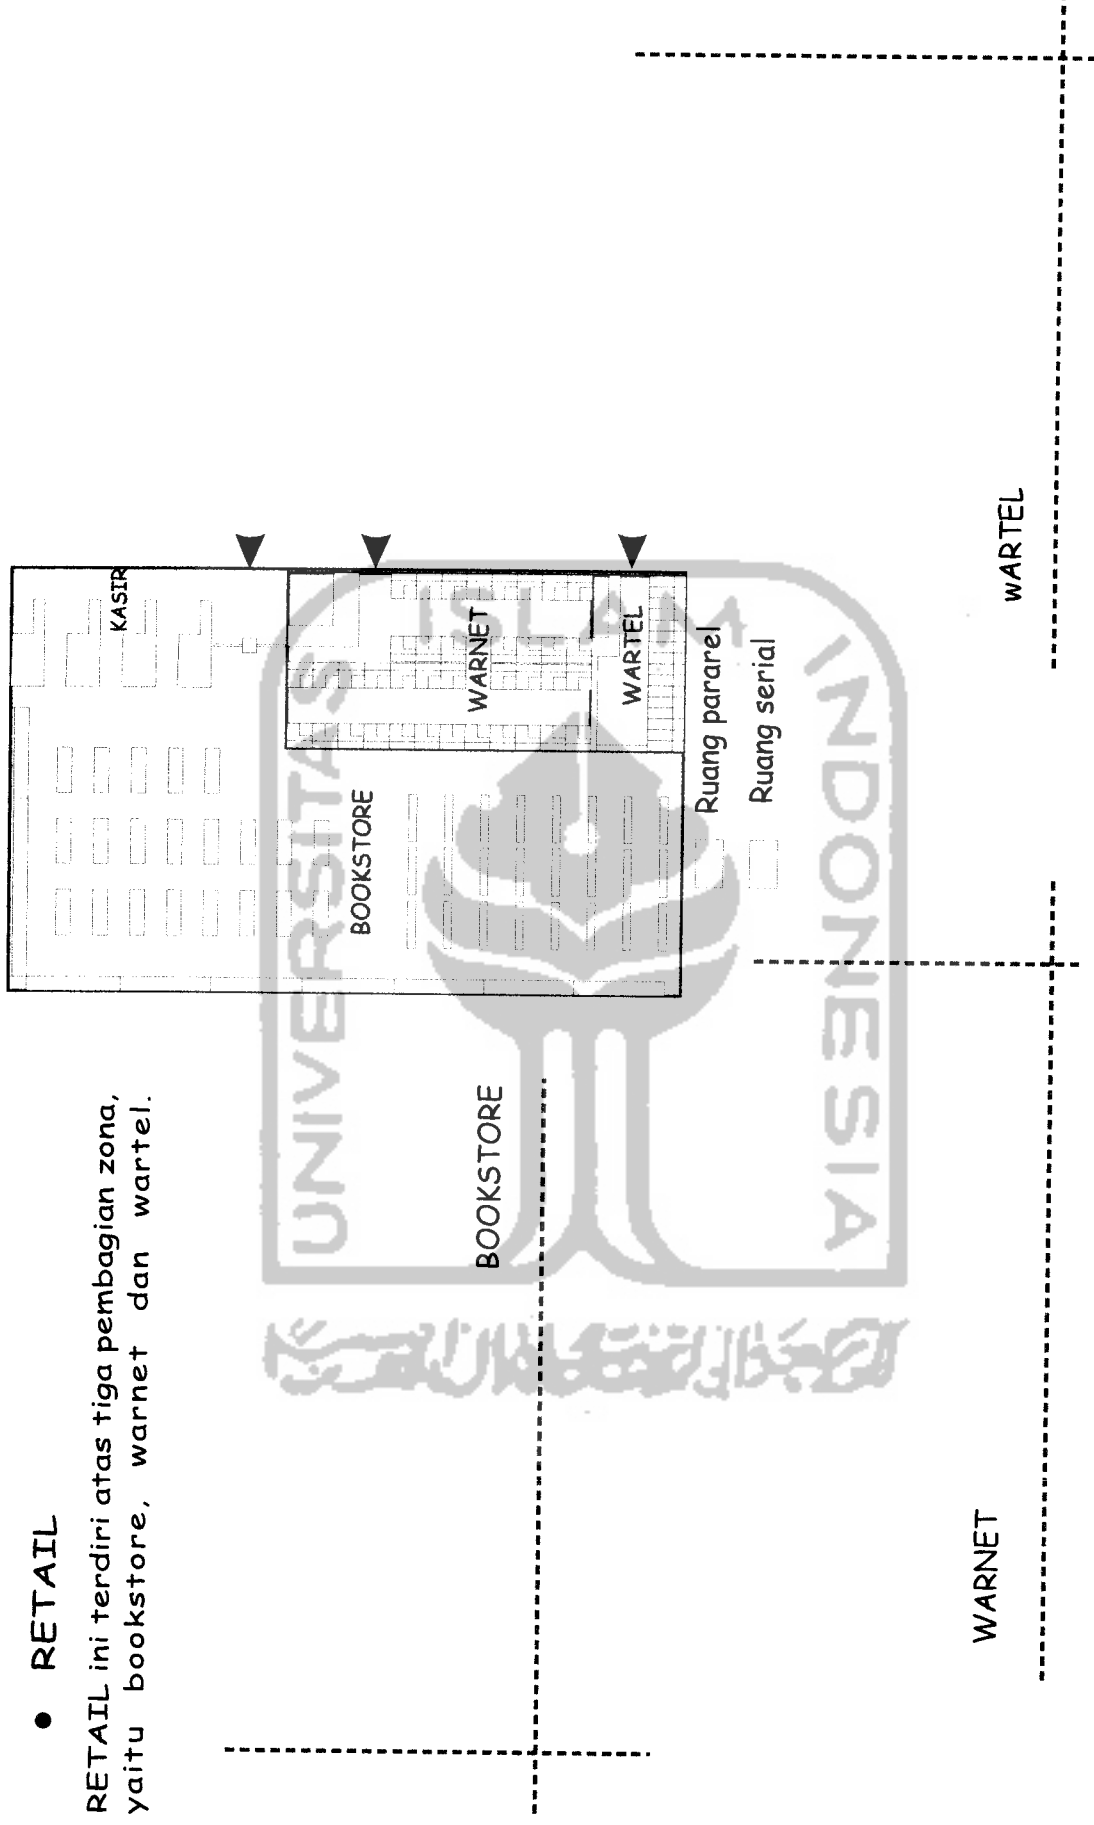 • RETAIL
RETAIL ini terdiri atas tiga pembagian zona,
yaitu bookstore, warnet dan wartel.
KASIR
BOOKSTORE
WARNET
WARTEL
Ruang pararel
Ruang serial
BOOKSTORE
WARNET
WARTEL
UNIVERSITAS
ISLAM
INDONESIA